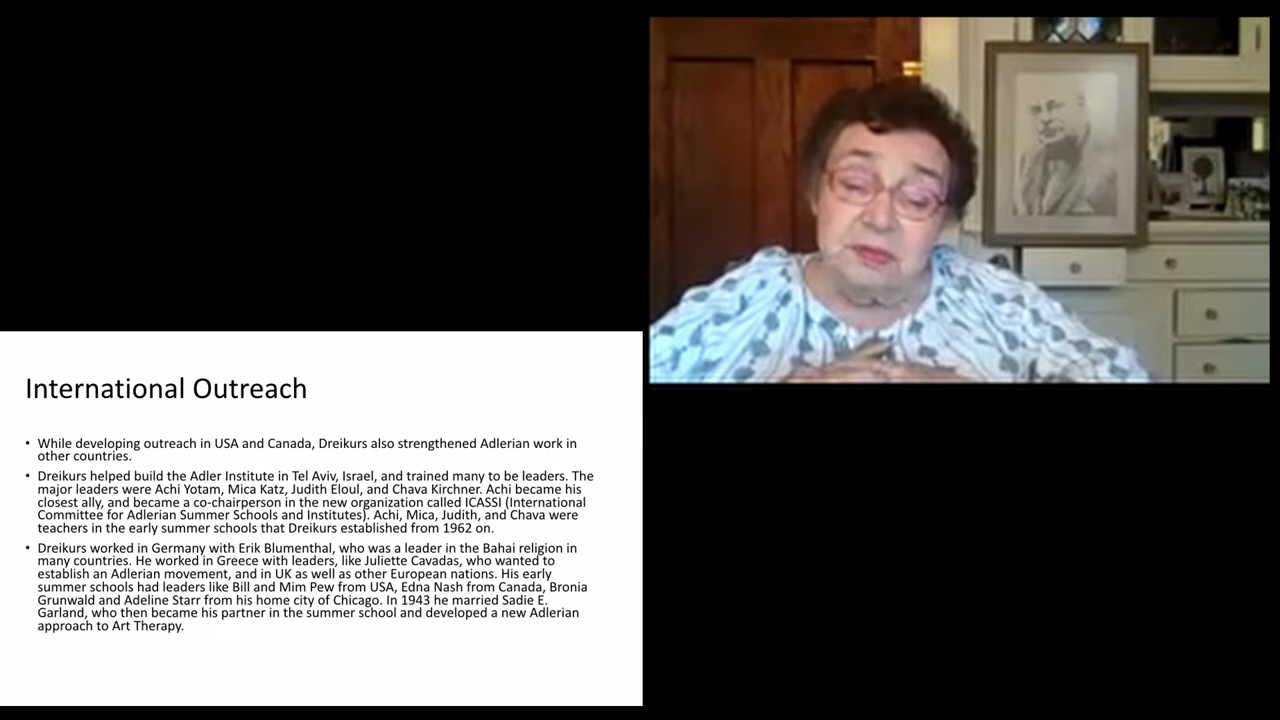 International Outreach
• While developing outreach in USA and Canada, Dreikurs also strengthened Adlerian work in
other countries.
• Dreikurs helped build the Adler Institute in Tel Aviv, Israel, and trained many to be leaders. The
major leaders were Achi Yotam, Mica Katz, Judith Eloul, and Chava Kirchner. Achi became his
closest ally, and became a co-chairperson in the new organization called ICASSI (International
Committee for Adlerian Summer Schools and Institutes). Achi, Mica, Judith, and Chava were
teachers in the early summer schools that Dreikurs established from 1962 on.
• Dreikurs worked in Germany with Erik Blumenthal, who was a leader in the Bahai religion in
many countries. He worked in Greece with leaders, like Juliette Cavadas, who wanted to
establish an Adlerian movement, and in UK as well as other European nations. His early
summer schools had leaders like Bill and Mim Pew from USA, Edna Nash from Canada, Bronia
Grunwald and Adeline Starr from his home city of Chicago. In 1943 he married Sadie E.
Garland, who then became his partner in the summer school and developed a new Adlerian
approach to Art Therapy.